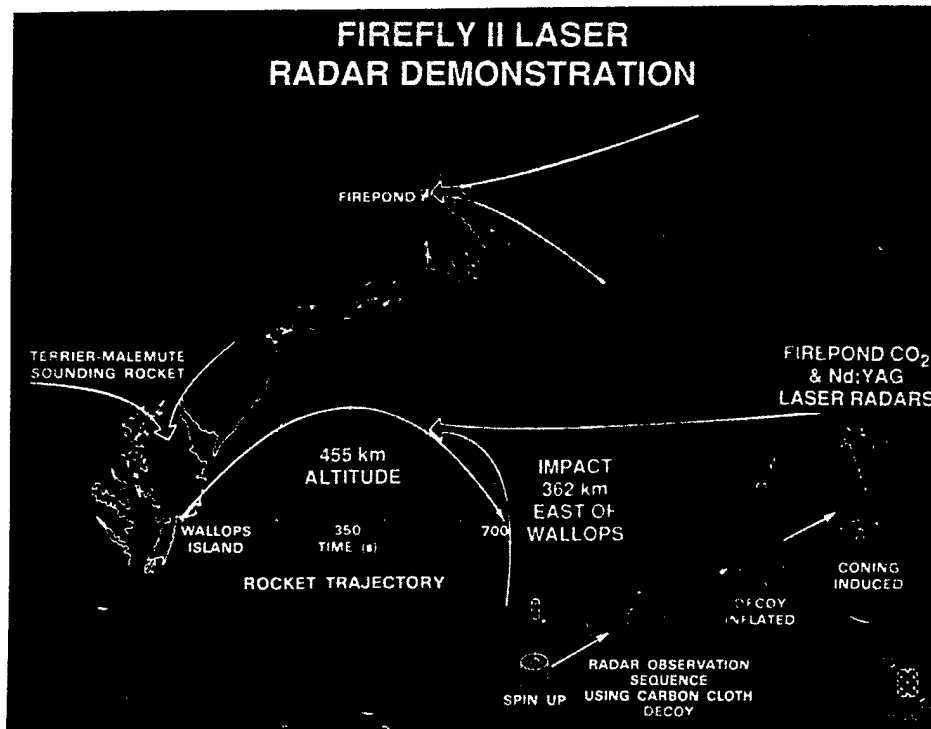 FIREFLY II LASER
RADAR DEMONSTRATION
FIREPOND
TERRIER-MALEMUTE
SOUNDING ROCKET
FIREPOND CO₂
& Nd:YAG
LASER RADARS
455 km
ALTITUDE
IMPACT
362 km
EAST OF
WALLOPS
WALLOPS
ISLAND
350
TIME (s)
700
ROCKET TRAJECTORY
CONING
INDUCED
DECOY
INFLATED
SPIN UP
RADAR OBSERVATION
SEQUENCE
USING CARBON CLOTH
DECOY